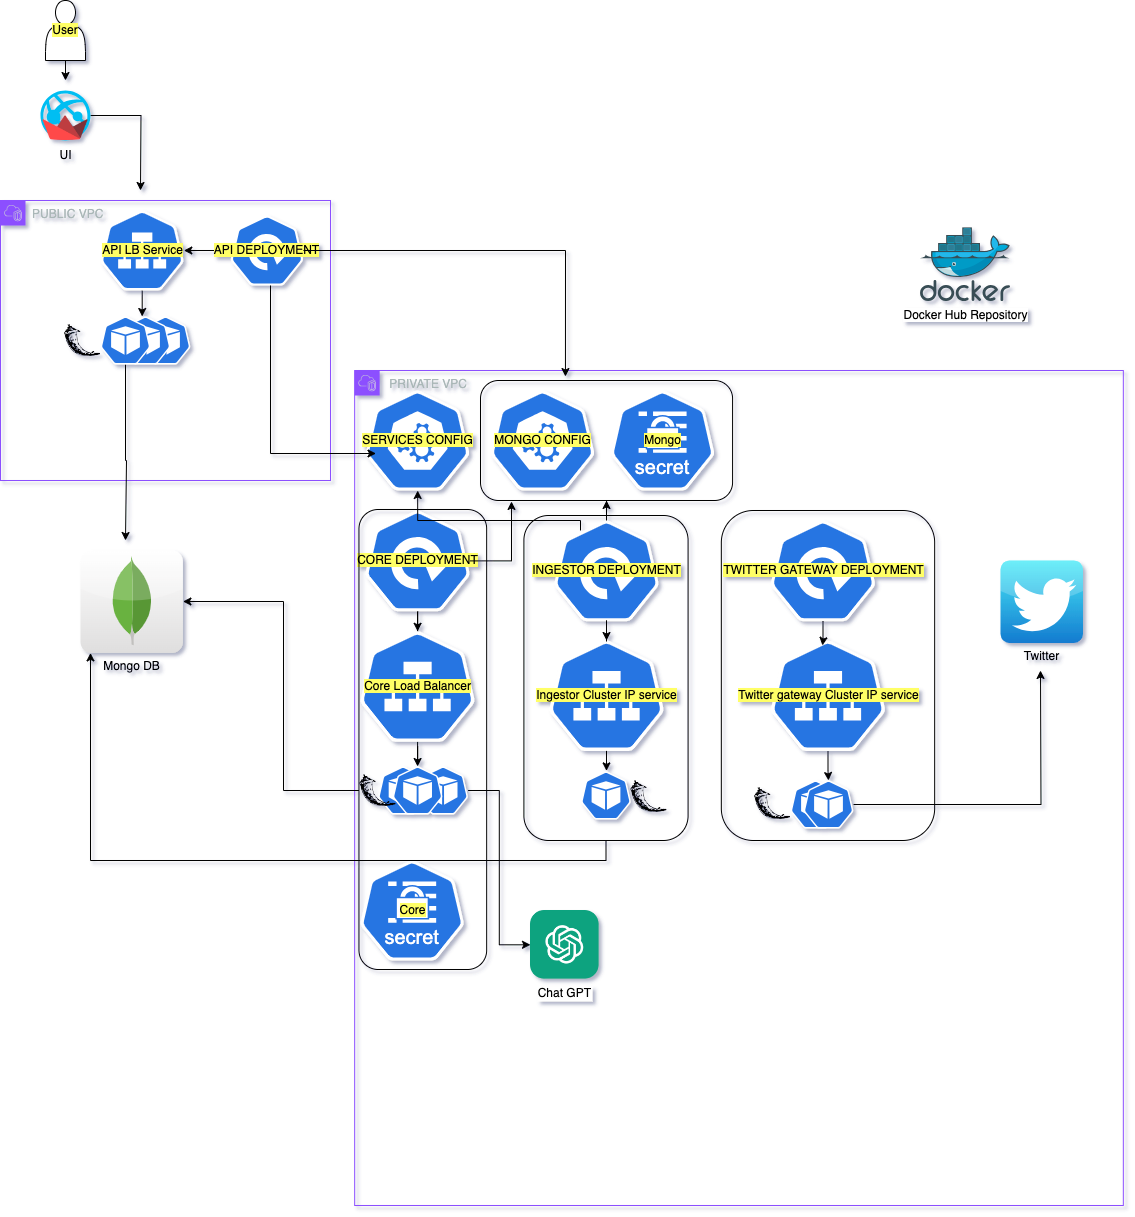 User
UI
PUBLIC VPC
API LB Service
API DEPLOYMENT
docker
Docker Hub Repository
PRIVATE VPC
SERVICES CONFIG
MONGO CONFIG
Mongo
secret
CORE DEPLOYMENT
INGESTOR DEPLOYMENT
TWITTER GATEWAY DEPLOYMENT
Mongo DB
Twitter
Core Load Balancer
Ingestor Cluster IP service
Twitter gateway Cluster IP service
Core
secret
Chat GPT